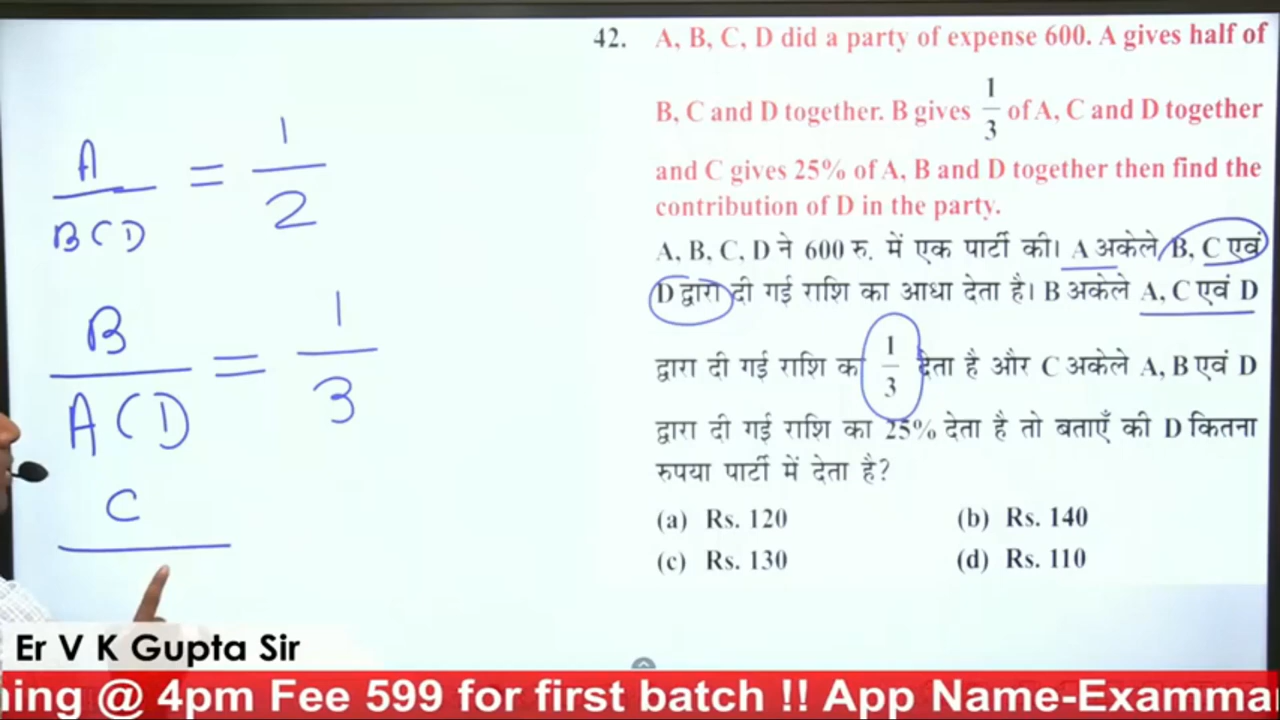 A
BCD
= 1/2
B
ACD
= 1/3
C
42. A, B, C, D did a party of expense 600. A gives half of
B, C and D together. B gives 1/3 of A, C and D together
and C gives 25% of A, B and D together then find the
contribution of D in the party.
A, B, C, D ने 600 रु. में एक पार्टी की। A अकेले B, C एवं
D द्वारा दी गई राशि का आधा देता है। B अकेले A, C एवं D
द्वारा दी गई राशि का 1/3 देता है और C अकेले A, B एवं D
द्वारा दी गई राशि का 25% देता है तो बताएँ की D कितना
रुपया पार्टी में देता है?
(a) Rs. 120 (b) Rs. 140
(c) Rs. 130 (d) Rs. 110
Er V K Gupta Sir
ning @ 4pm Fee 599 for first batch !! App Name-Examma